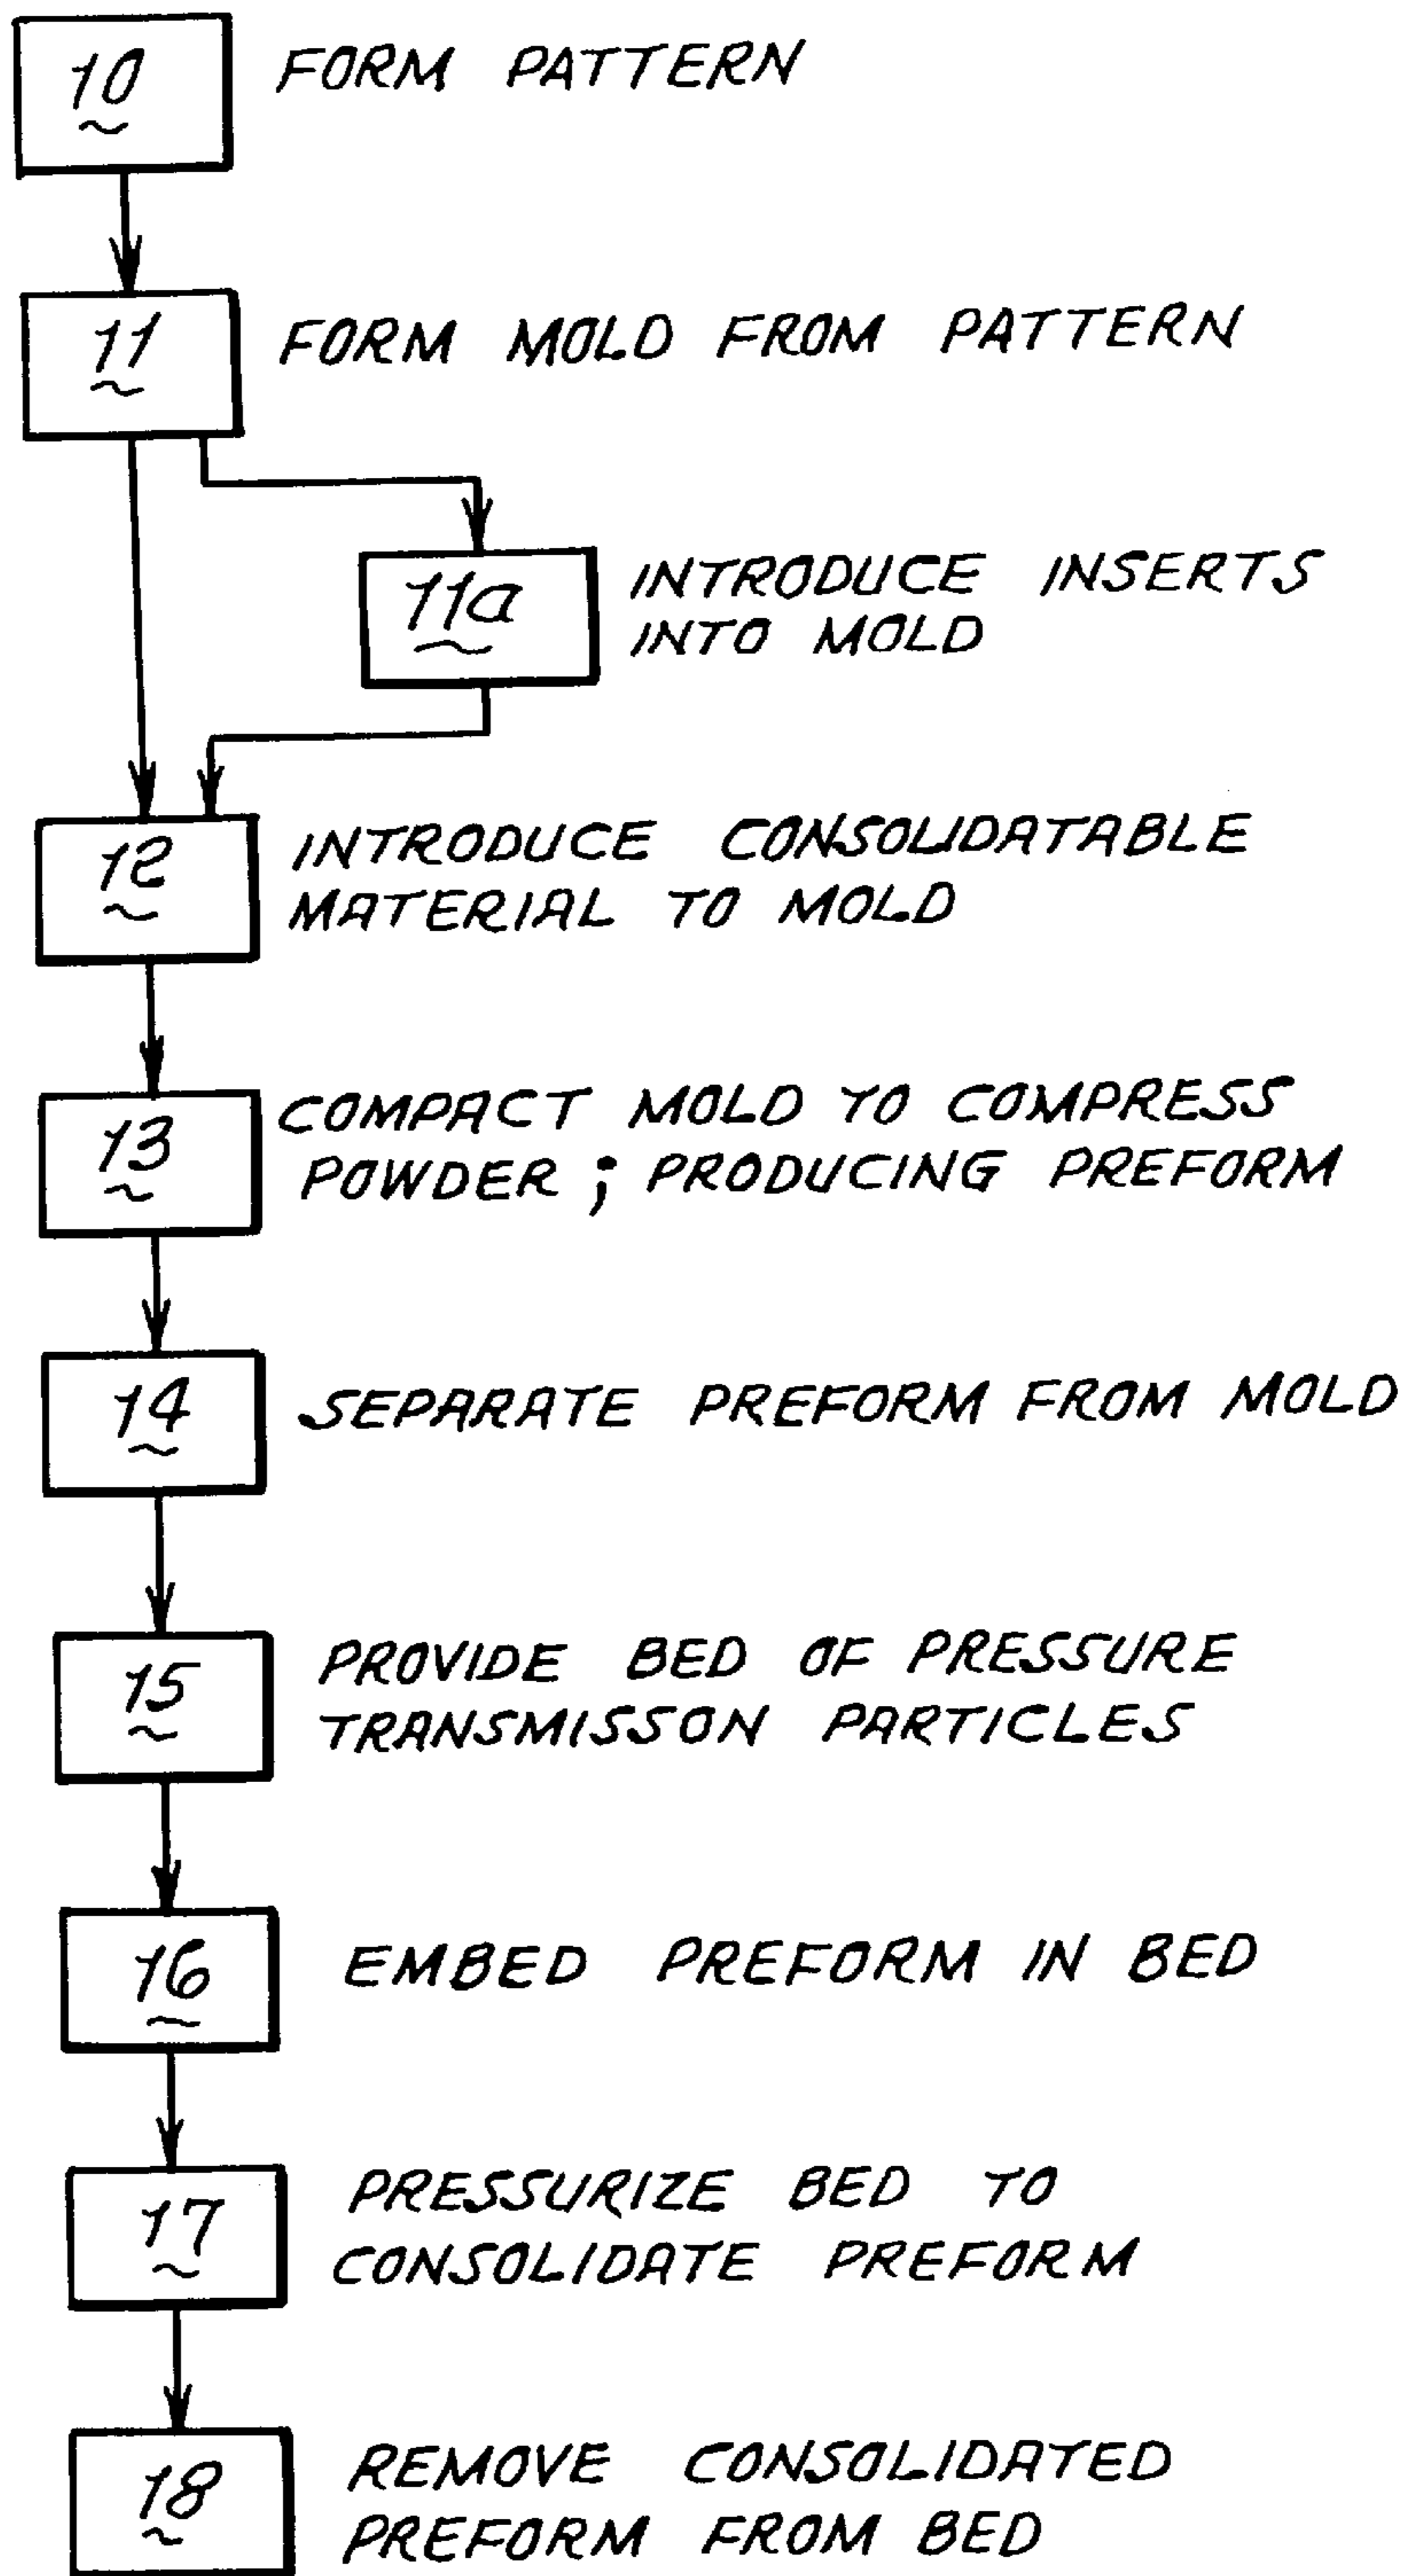 10 FORM PATTERN
11 FORM MOLD FROM PATTERN
11a INTRODUCE INSERTS
INTO MOLD
12 INTRODUCE CONSOLIDATABLE
MATERIAL TO MOLD
13 COMPACT MOLD TO COMPRESS
POWDER ; PRODUCING PREFORM
14 SEPARATE PREFORM FROM MOLD
15 PROVIDE BED OF PRESSURE
TRANSMISSON PARTICLES
16 EMBED PREFORM IN BED
17 PRESSURIZE BED TO
CONSOLIDATE PREFORM
18 REMOVE CONSOLIDATED
PREFORM FROM BED